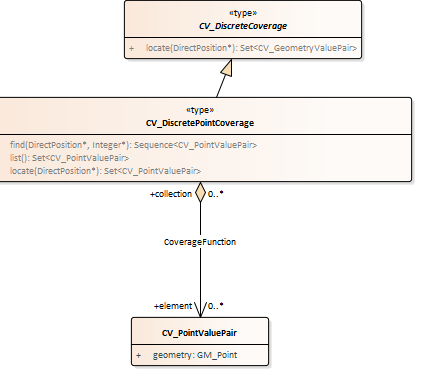 «type»
CV_DiscreteCoverage
+ locate(DirectPosition*): Set<CV_GeometryValuePair>
«type»
CV_DiscretePointCoverage
find(DirectPosition*, Integer*): Sequence<CV_PointValuePair>
list(): Set<CV_PointValuePair>
locate(DirectPosition*): Set<CV_PointValuePair>
+collection 0..*
CoverageFunction
+element 0..*
CV_PointValuePair
+ geometry: GM_Point